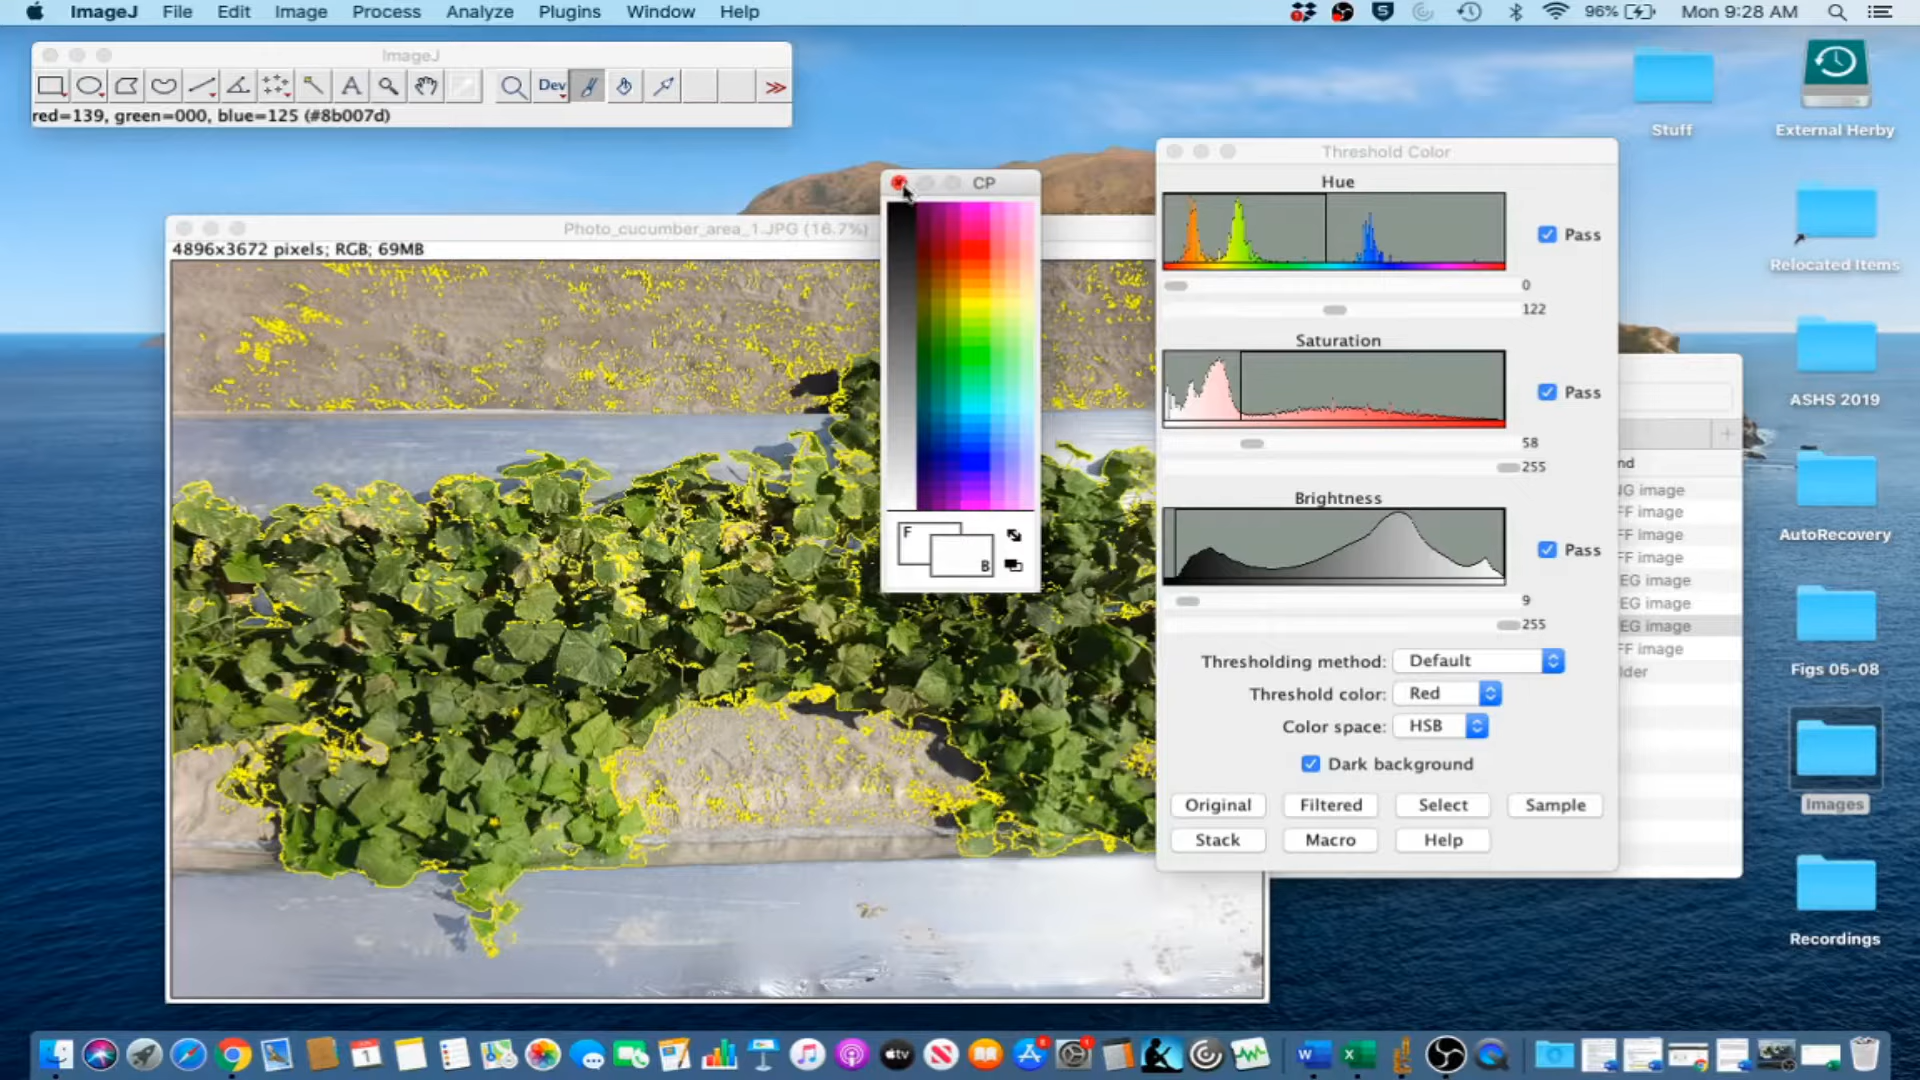 ImageJ File Edit Image Process Analyze Plugins Window Help
96% Mon 9:28 AM
ImageJ
A Dev
red=139, green=000, blue=125 (#8b007d)
Stuff
External Herby
Relocated Items
ASHS 2019
AutoRecovery
Figs 05-08
Images
Recordings
Photo_cucumber_area_1.JPG (16.7%)
4896x3672 pixels; RGB; 69MB
CP
F
B
Threshold Color
Hue
Pass
0
122
Saturation
Pass
58
255
Brightness
Pass
9
255
Thresholding method: Default
Threshold color: Red
Color space: HSB
Dark background
Original Filtered Select Sample
Stack Macro Help
nd
G image
FF image
FF image
FF image
EG image
EG image
EG image
FF image
lder